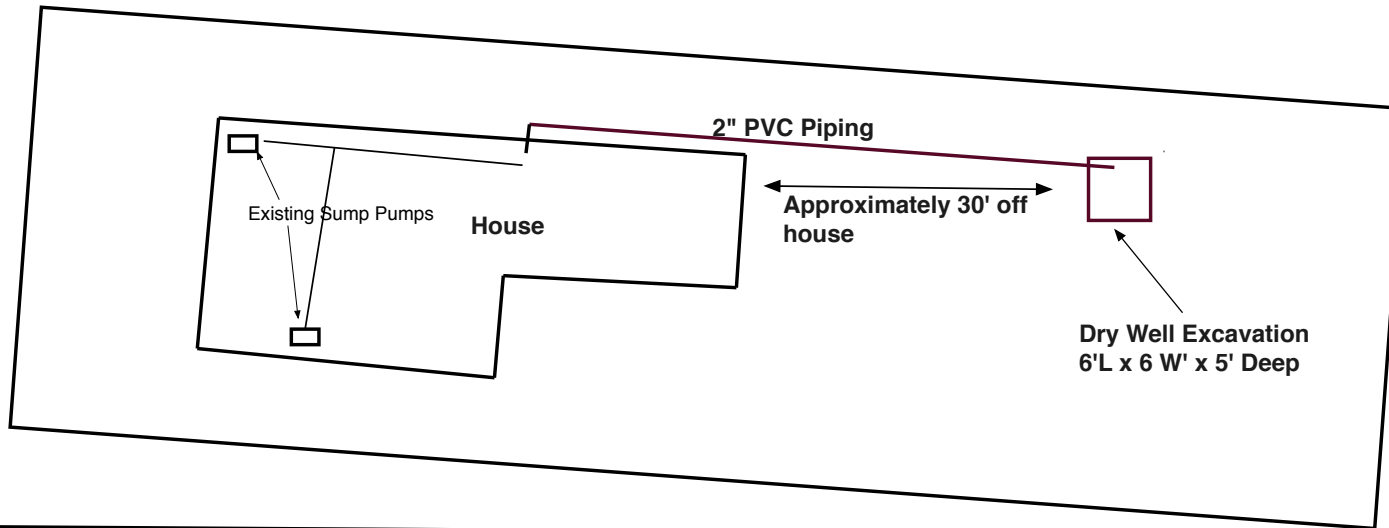 2" PVC Piping
Existing Sump Pumps
House
Approximately 30' off
house
Dry Well Excavation
6'L x 6 W' x 5' Deep